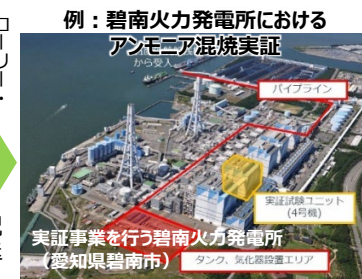 例：碧南火力発電所における
アンモニア混焼実証
から受入
パイプライン
実証試験ユニット
(4号機)
実証事業を行う碧南火力発電所
（愛知県碧南市）
タンク、気化器設置エリア